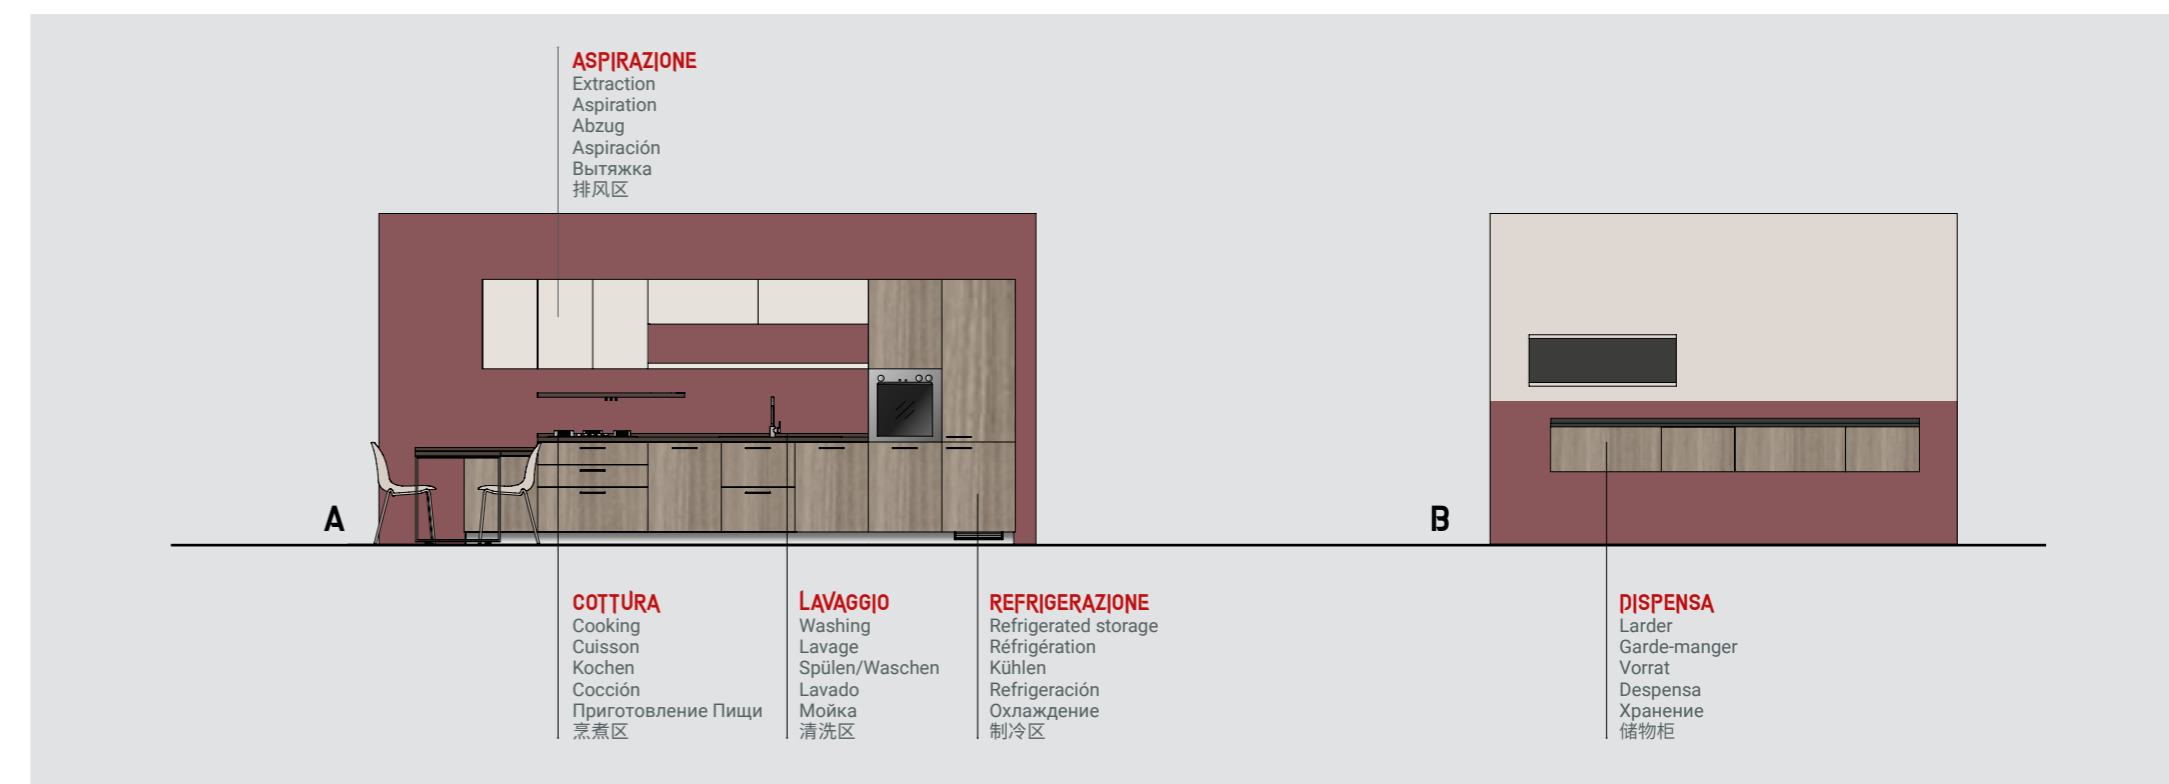 ASPIRAZIONE
Extraction
Aspiration
Abzug
Aspiración
Вытяжка
排风区
A
B
COTTURA
Cooking
Cuisson
Kochen
Cocción
Приготовление Пищи
烹煮区
LAVAGGIO
Washing
Lavage
Spülen/Waschen
Lavado
Мойка
清洗区
REFRIGERAZIONE
Refrigerated storage
Réfrigération
Kühlen
Refrigeración
Охлаждение
制冷区
DISPENSA
Larder
Garde-manger
Vorrat
Despensa
Хранение
储物柜